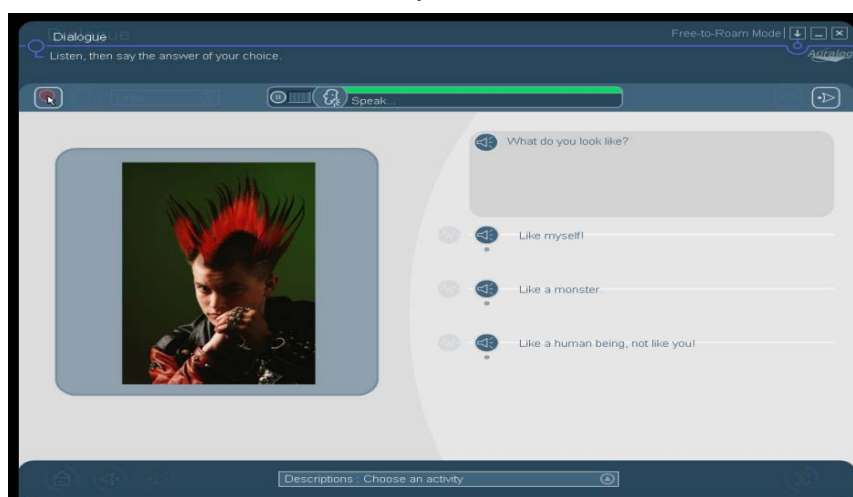 Dialogue
Free-to-Roam Mode
Listen, then say the answer of your choice.
Auralog
Speak...
What do you look like?
Like myself!
Like a monster.
Like a human being, not like you!
Descriptions : Choose an activity